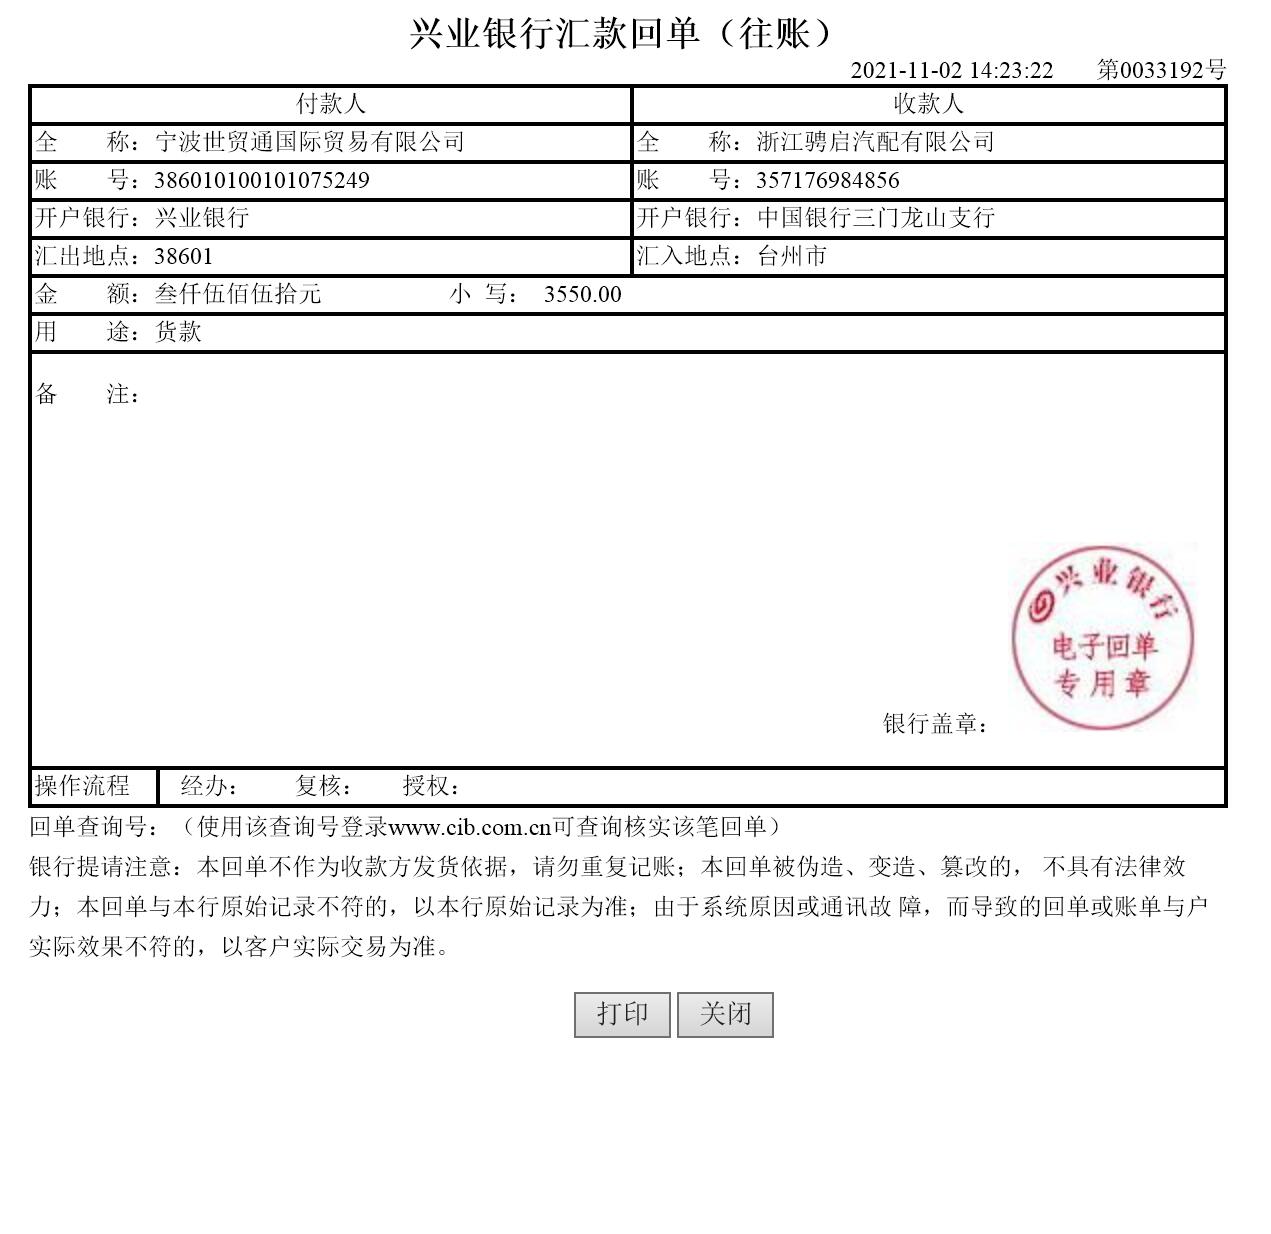 兴业银行汇款回单（往账）
2021-11-02 14:23:22 第0033192号
付款人 收款人
全 称：宁波世贸通国际贸易有限公司 全 称：浙江骋启汽配有限公司
账 号：386010100101075249 账 号：357176984856
开户银行：兴业银行 开户银行：中国银行三门龙山支行
汇出地点：38601 汇入地点：台州市
金 额：叁仟伍佰伍拾元 小 写： 3550.00
用 途：货款
备 注：
兴业银行
电子回单
专用章
银行盖章：
操作流程 经办： 复核： 授权：
回单查询号：（使用该查询号登录www.cib.com.cn可查询核实该笔回单）
银行提请注意：本回单不作为收款方发货依据，请勿重复记账；本回单被伪造、变造、篡改的， 不具有法律效
力；本回单与本行原始记录不符的，以本行原始记录为准；由于系统原因或通讯故 障，而导致的回单或账单与户
实际效果不符的，以客户实际交易为准。
打印 关闭